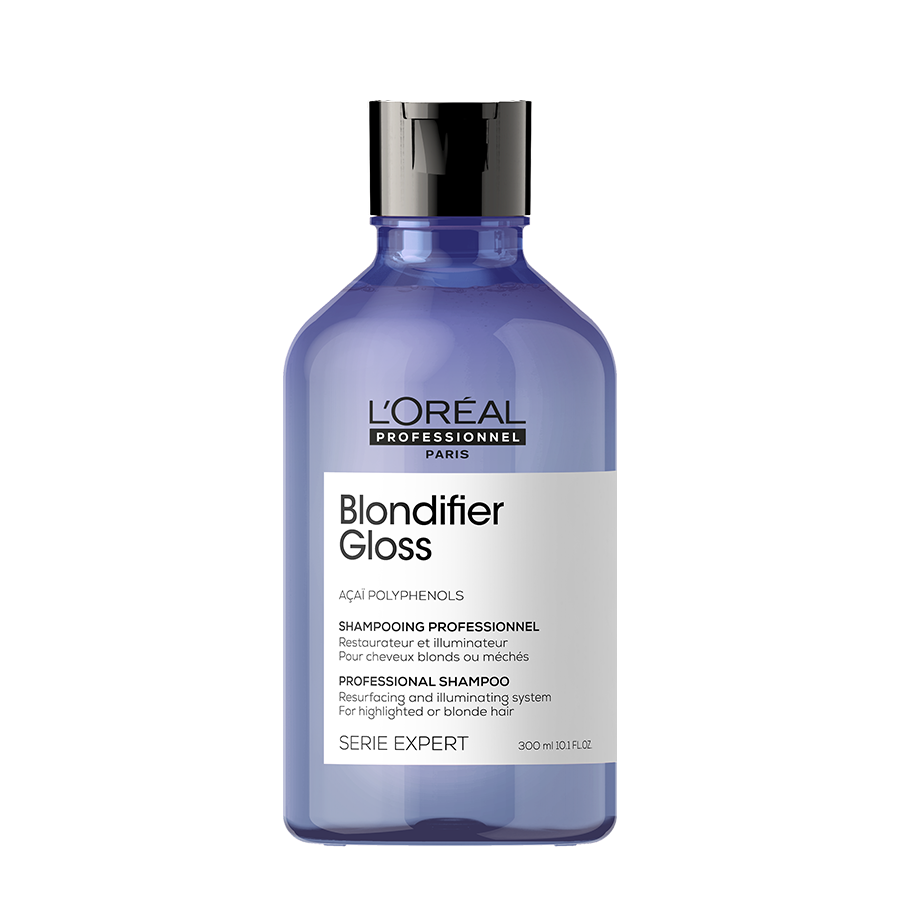 L'ORÉAL
PROFESSIONNEL
PARIS
Blondifier
Gloss
AÇAÏ POLYPHENOLS
SHAMPOOING PROFESSIONNEL
Restaurateur et illuminateur
Pour cheveux blonds ou méchés
PROFESSIONAL SHAMPOO
Resurfacing and illuminating system
For highlighted or blonde hair
SERIE EXPERT 300 ml 10.1 FL.OZ.